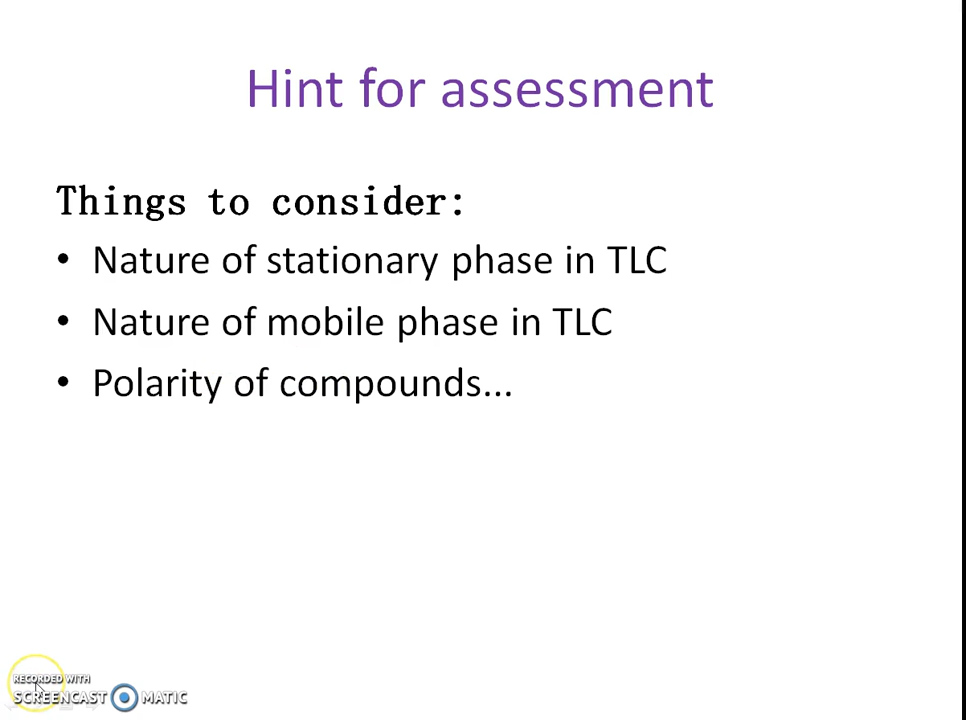 Hint for assessment
Things to consider:
• Nature of stationary phase in TLC
• Nature of mobile phase in TLC
• Polarity of compounds...
RECORDED WITH
SCREENCAST MATIC